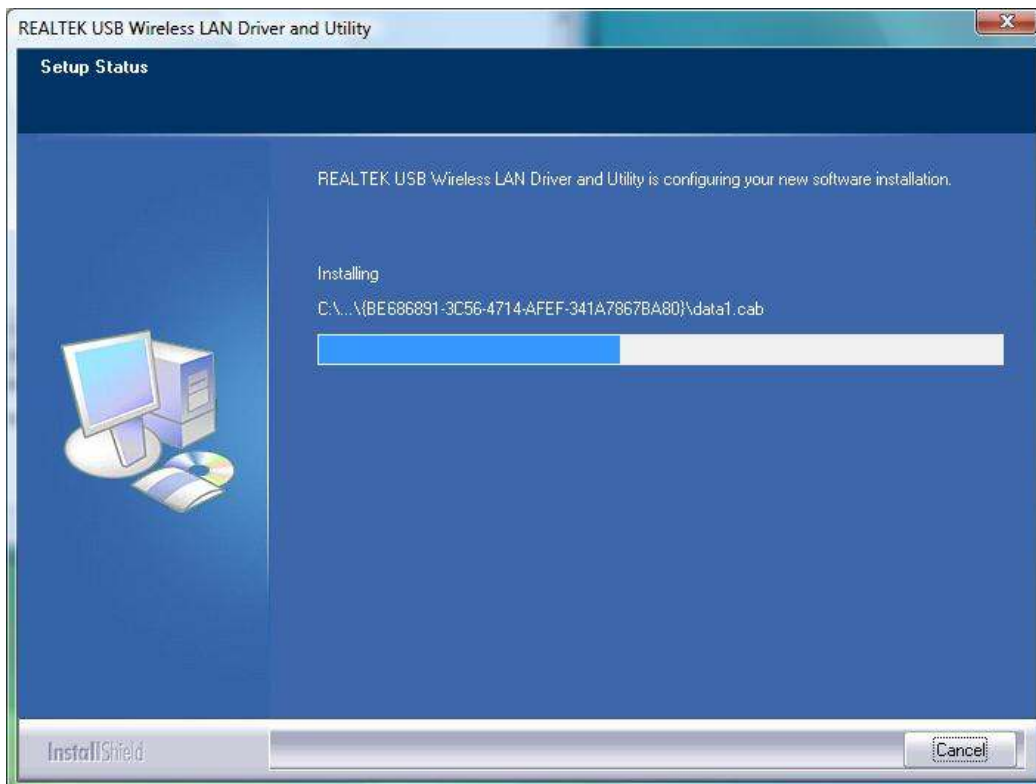 REALTEK USB Wireless LAN Driver and Utility
Setup Status
REALTEK USB Wireless LAN Driver and Utility is configuring your new software installation.
Installing
C:\...\{BE686891-3C56-4714-AFEF-341A7867BA80}\data1.cab
InstallShield
Cancel